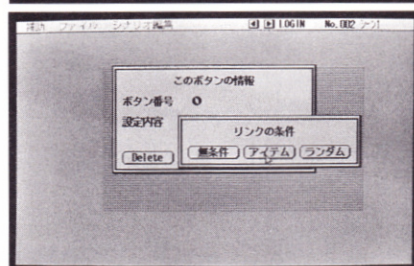 ファイル シナリオ編集 LOGIN No.002
このボタンの情報
ボタン番号 0
設定内容
リンクの条件
Delete 無条件 アイテム ランダム